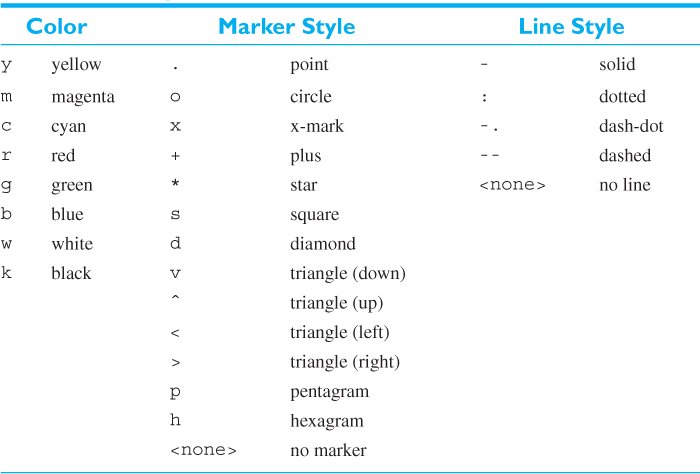 Color Marker Style Line Style
y yellow . point - solid
m magenta o circle : dotted
c cyan x x-mark -. dash-dot
r red + plus -- dashed
g green * star <none> no line
b blue s square
w white d diamond
k black v triangle (down)
^ triangle (up)
< triangle (left)
> triangle (right)
p pentagram
h hexagram
<none> no marker